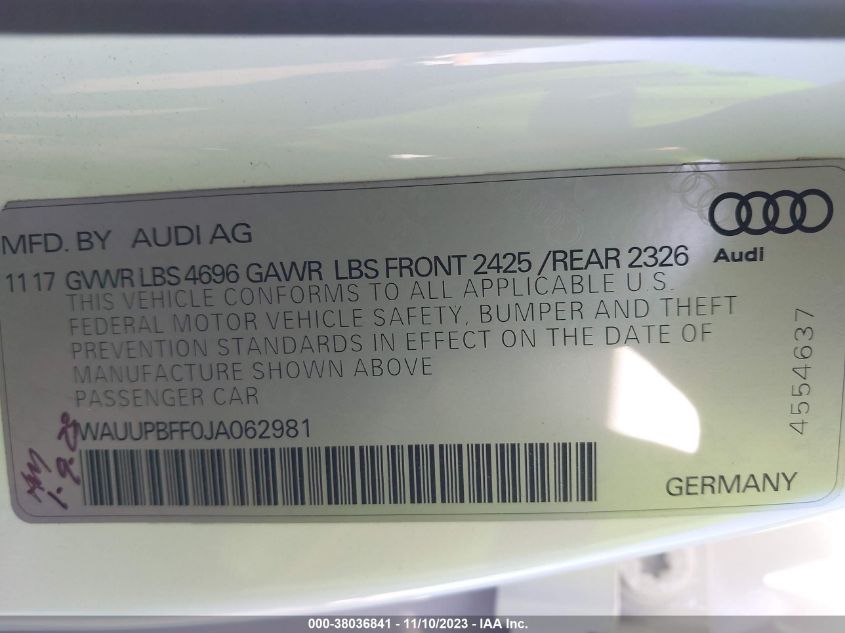 MFD. BY AUDI AG
11 17 GVWR LBS 4696 GAWR LBS FRONT 2425 /REAR 2326
Audi
THIS VEHICLE CONFORMS TO ALL APPLICABLE U.S.
FEDERAL MOTOR VEHICLE SAFETY, BUMPER AND THEFT
PREVENTION STANDARDS IN EFFECT ON THE DATE OF
MANUFACTURE SHOWN ABOVE
PASSENGER CAR
WAUUPBFF0JA062981
4554637
GERMANY
000-38036841 - 11/10/2023 - IAA Inc.